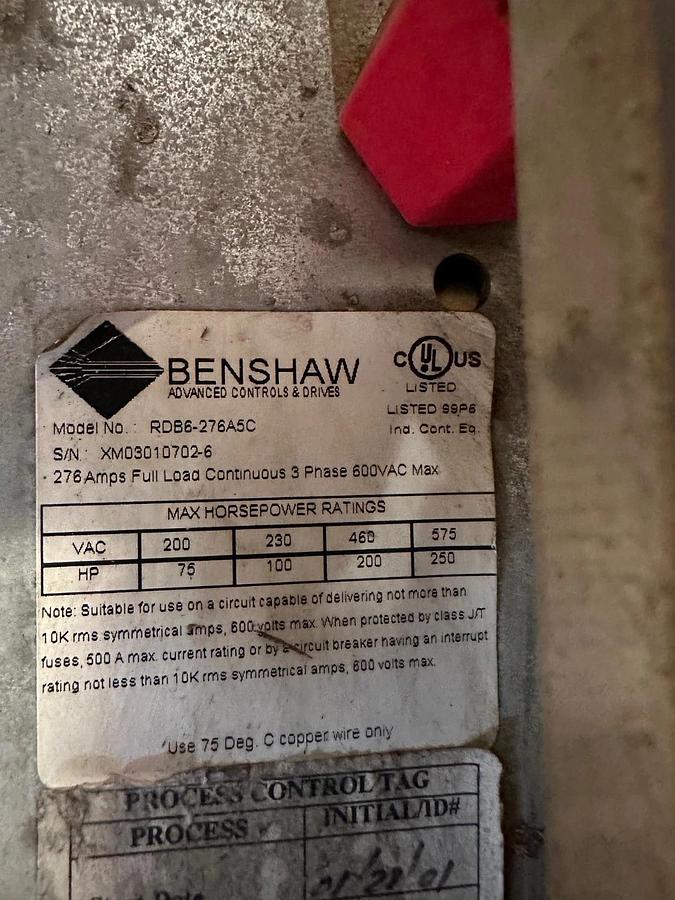 BENSHAW
ADVANCED CONTROLS & DRIVES
C UL US
LISTED
LISTED 99P6
Ind. Cont. Eq.
Model No. : RDB6-276A5C
S/N: XM03010702-6
276 Amps Full Load Continuous 3 Phase 600VAC Max
MAX HORSEPOWER RATINGS
VAC 200 230 460 575
HP 75 100 200 250
Note: Suitable for use on a circuit capable of delivering not more than
10K rms symmetrical amps, 600 volts max. When protected by class J/T
fuses, 500 A max. current rating or by a circuit breaker having an interrupt
rating not less than 10K rms symmetrical amps, 600 volts max.
*Use 75 Deg. C copper wire only
PROCESS CONTROL TAG
PROCESS INITIAL/ID#
Start Date